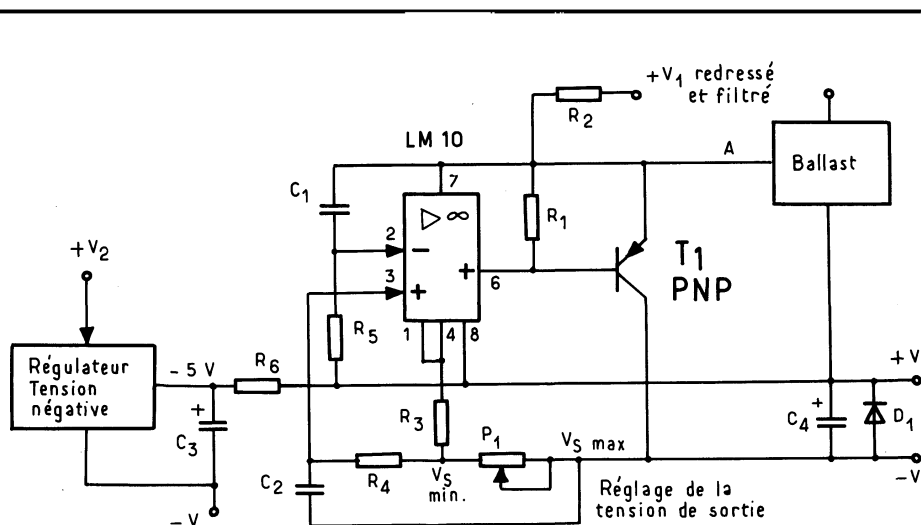 +V1 redressé
et filtré
R2
LM 10
A
Ballast
C1
7
R1
▷ ∞
2
−
T1
PNP
+V2
3
+
+
6
R5
1
4
8
Régulateur
Tension
négative
- 5 V
R6
+ V
+
C3
R3
P1
VS max
+
C4
D1
R4
VS
min.
- V
C2
Réglage de la
tension de sortie
- V